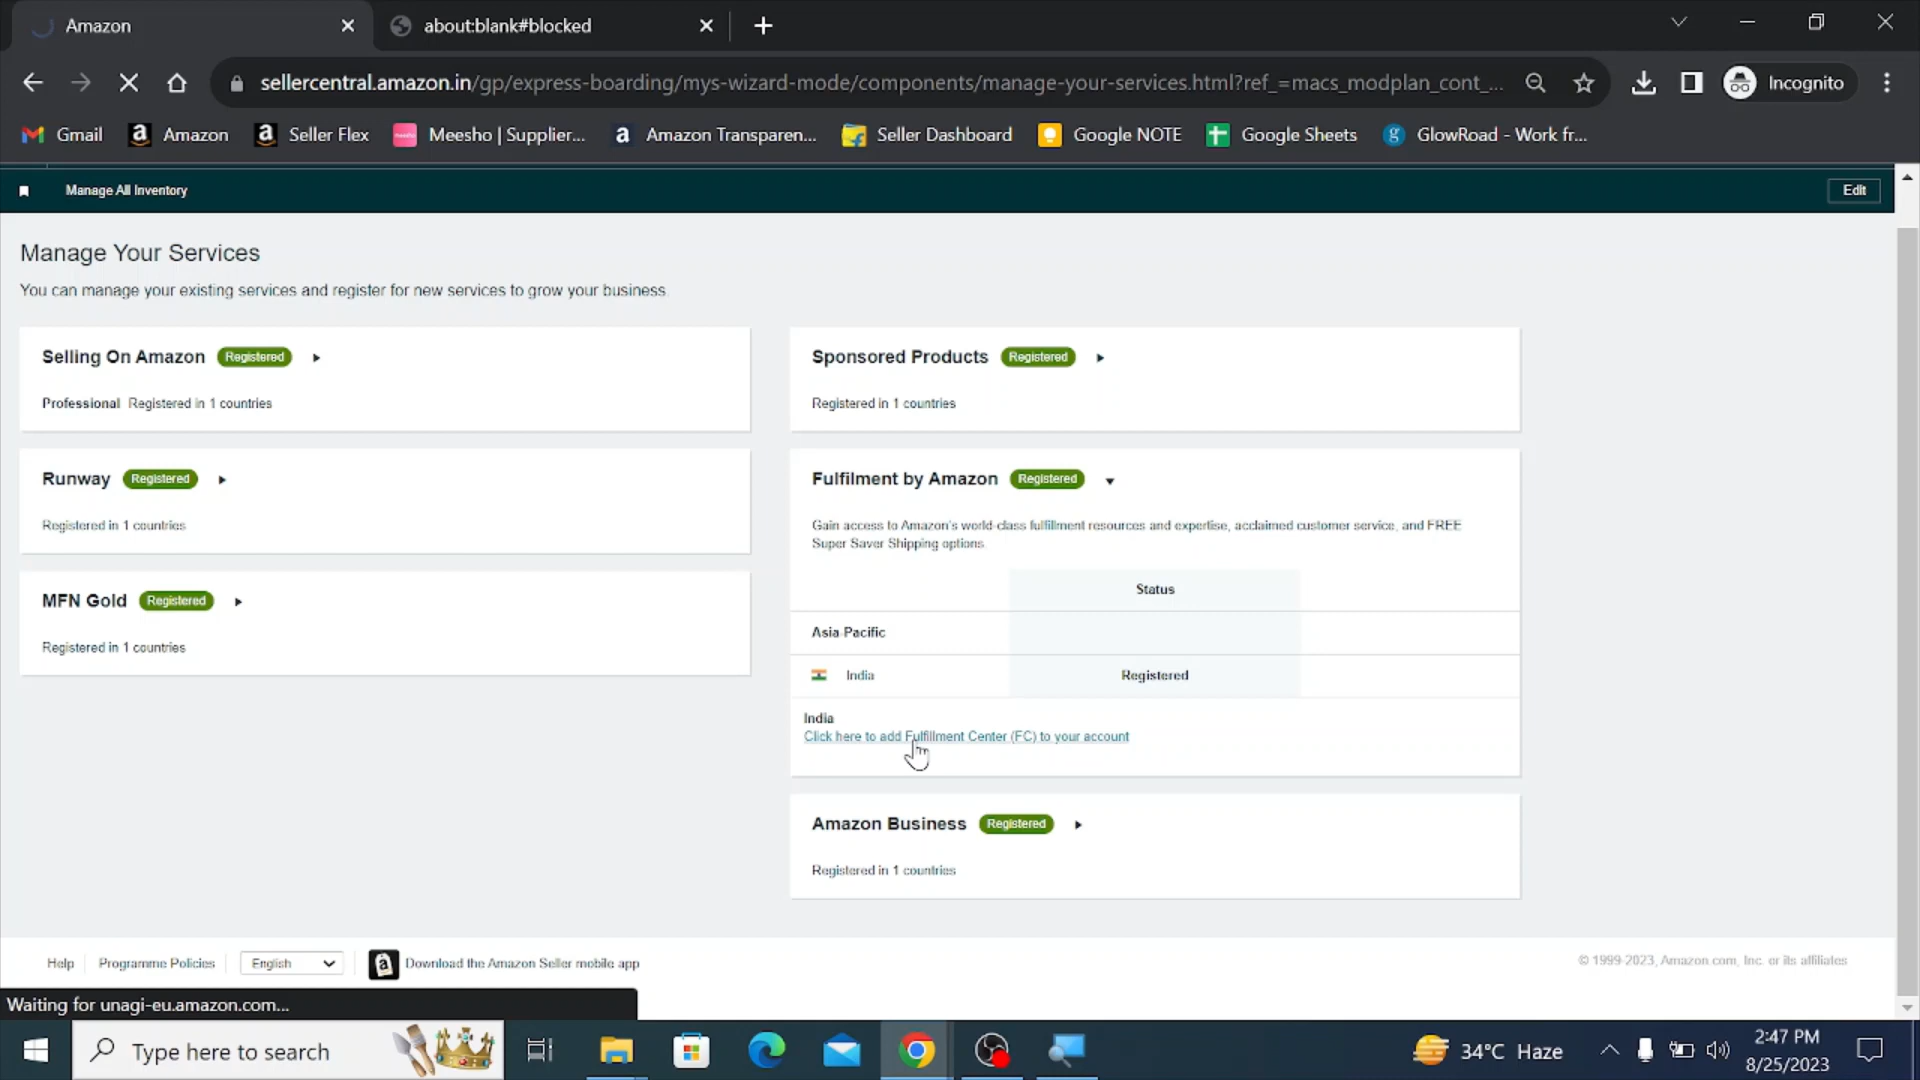 Amazon
about:blank#blocked
sellercentral.amazon.in/gp/express-boarding/mys-wizard-mode/components/manage-your-services.html?ref_=macs_modplan_cont_...
Incognito
Gmail
Amazon
Seller Flex
Meesho | Supplier...
Amazon Transparen...
Seller Dashboard
Google NOTE
Google Sheets
GlowRoad - Work fr...
Manage All Inventory
Edit
Manage Your Services
You can manage your existing services and register for new services to grow your business.
Selling On Amazon Registered
Professional Registered in 1 countries
Runway Registered
Registered in 1 countries
MFN Gold Registered
Registered in 1 countries
Sponsored Products Registered
Registered in 1 countries
Fulfilment by Amazon Registered
Gain access to Amazon's world-class fulfillment resources and expertise, acclaimed customer service, and FREE
Super Saver Shipping options.
Status
Asia-Pacific
India Registered
India
Click here to add Fulfillment Center (FC) to your account
Amazon Business Registered
Registered in 1 countries
Help
Programme Policies
English
Download the Amazon Seller mobile app
© 1999-2023, Amazon.com, Inc. or its affiliates
Waiting for unagi-eu.amazon.com...
Type here to search
34°C Haze
2:47 PM
8/25/2023